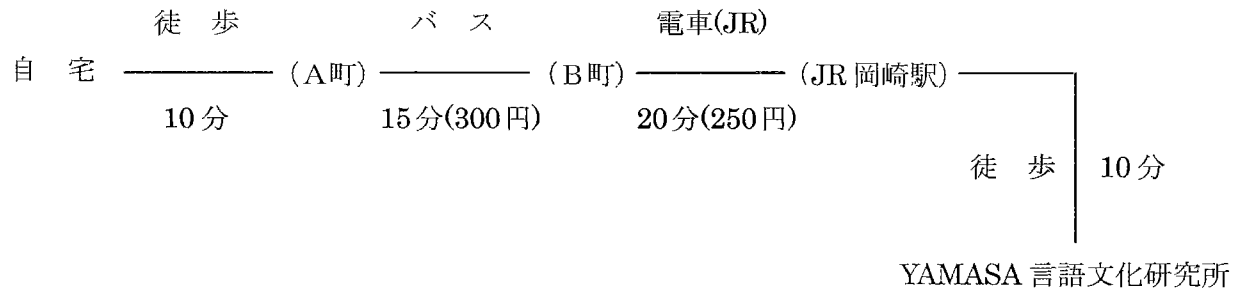 徒 歩 バ ス 電車(JR)
自 宅 (A町) (B町) (JR 岡崎駅)
10分 15分(300円) 20分(250円)
徒 歩 10分
YAMASA 言語文化研究所